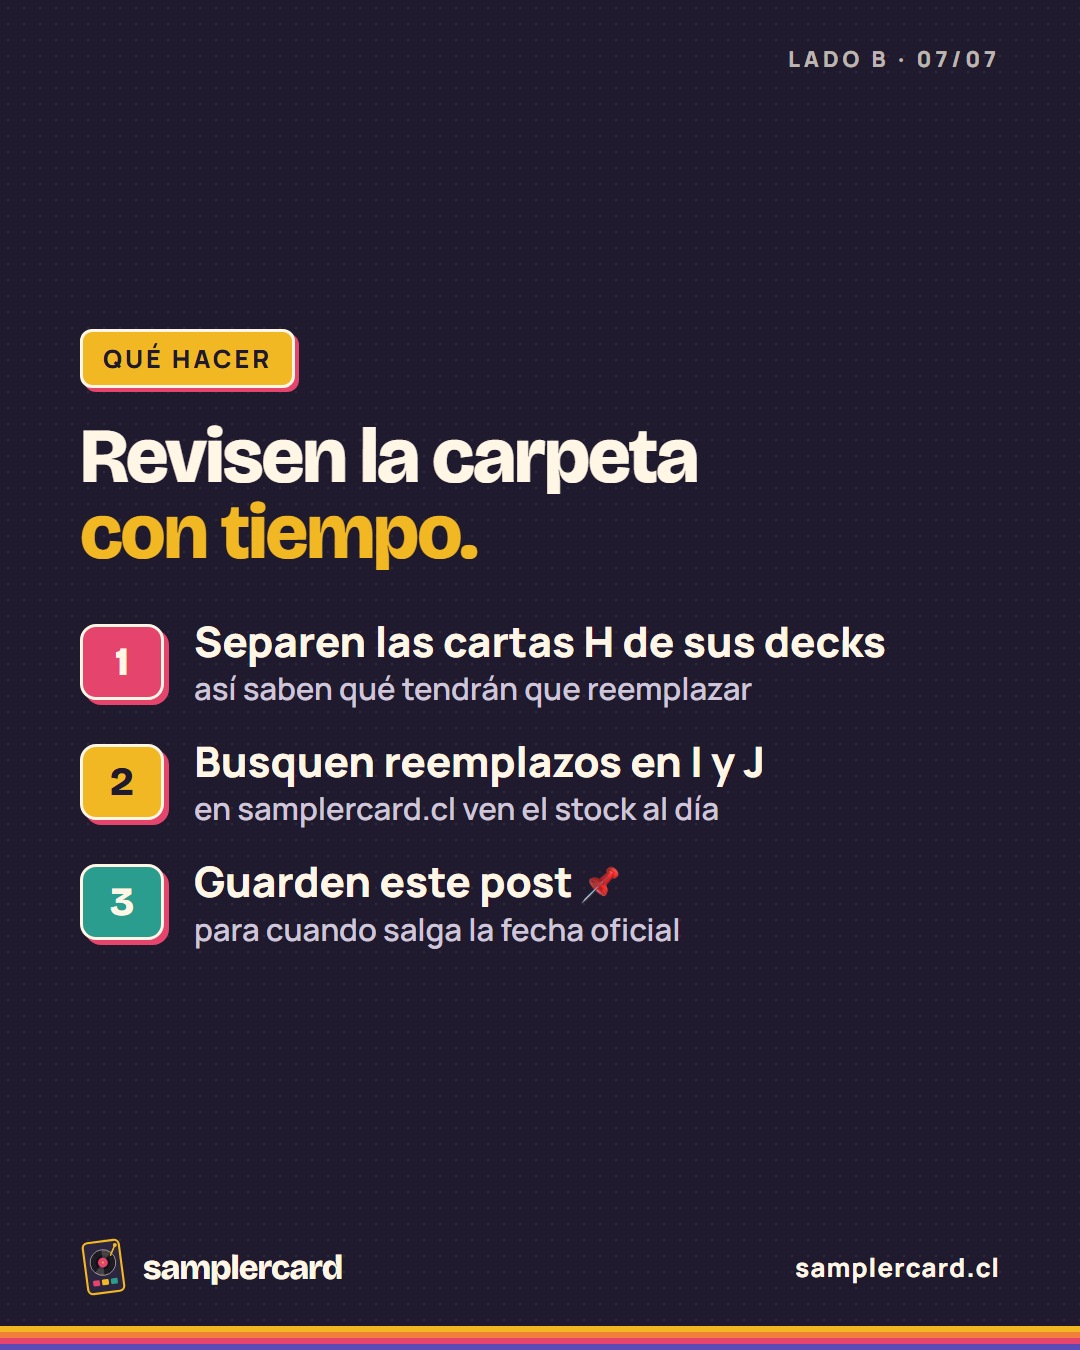 LADO B · 07/07
QUÉ HACER
Revisen la carpeta
con tiempo.
1
Separen las cartas H de sus decks
así saben qué tendrán que reemplazar
2
Busquen reemplazos en I y J
en samplercard.cl ven el stock al día
3
Guarden este post 📌
para cuando salga la fecha oficial
samplercard
samplercard.cl